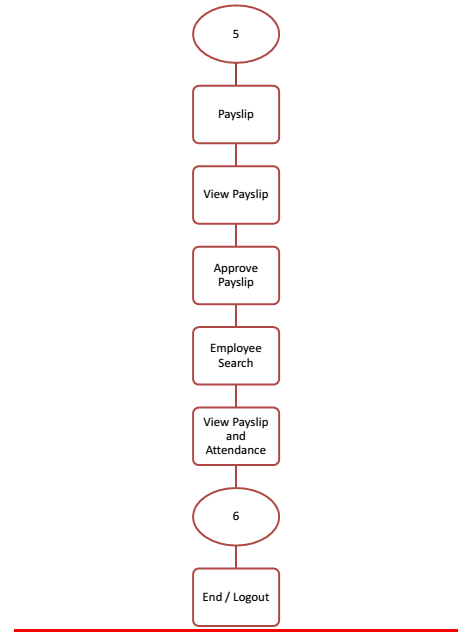 5
Payslip
View Payslip
Approve
Payslip
Employee
Search
View Payslip
and
Attendance
6
End / Logout